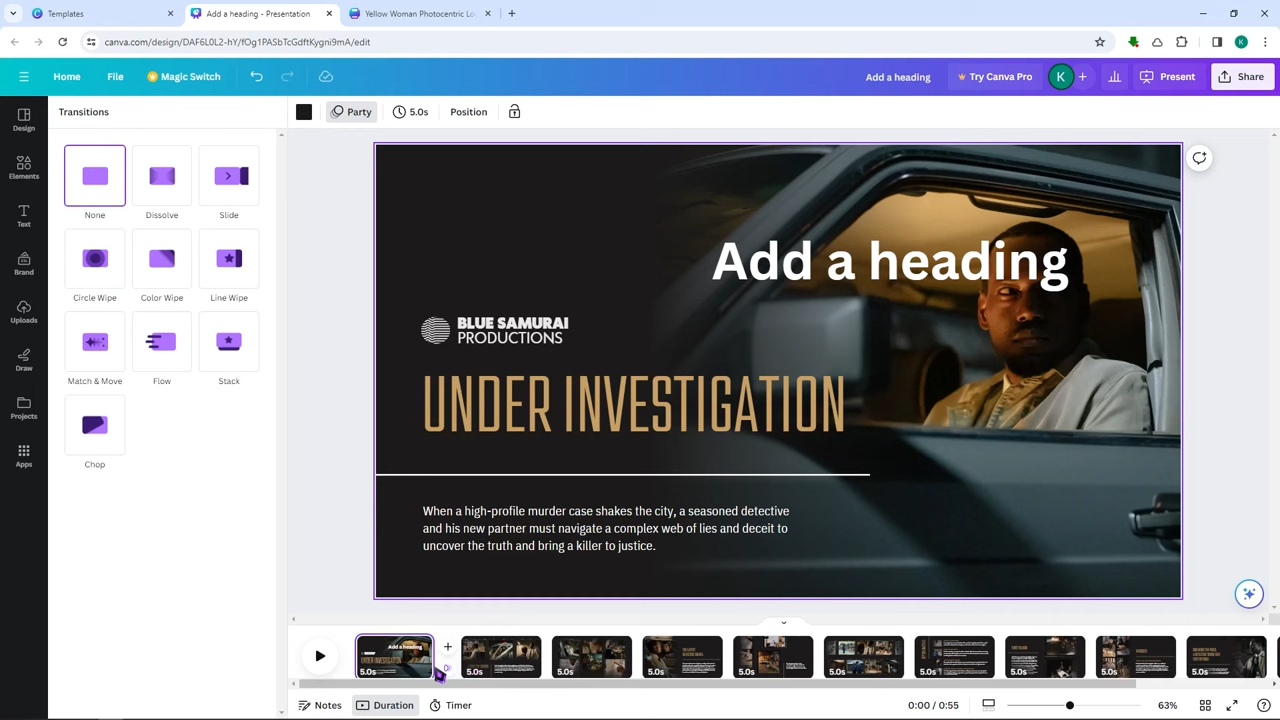 Templates
Add a heading - Presentation
Yellow Woman Photocentric Lo
canva.com/design/DAF6L0L2-hY/fOg1PASbTcGdftKygni9mA/edit
K
Home
File
Magic Switch
Add a heading
Try Canva Pro
K
Present
Share
Transitions
Party
5.0s
Position
Design
Elements
Text
Brand
Uploads
Draw
Projects
Apps
None
Dissolve
Slide
Circle Wipe
Color Wipe
Line Wipe
Match & Move
Flow
Stack
Chop
Add a heading
BLUE SAMURAI
PRODUCTIONS
UNDER INVESTIGATION
When a high-profile murder case shakes the city, a seasoned detective
and his new partner must navigate a complex web of lies and deceit to
uncover the truth and bring a killer to justice.
Add a heading
5.0s
5.0s
5.0s
5.0s
5.0s
5.0s
5.0s
5.0s
5.0s
5.0s
Notes
Duration
Timer
0:00 / 0:55
63%